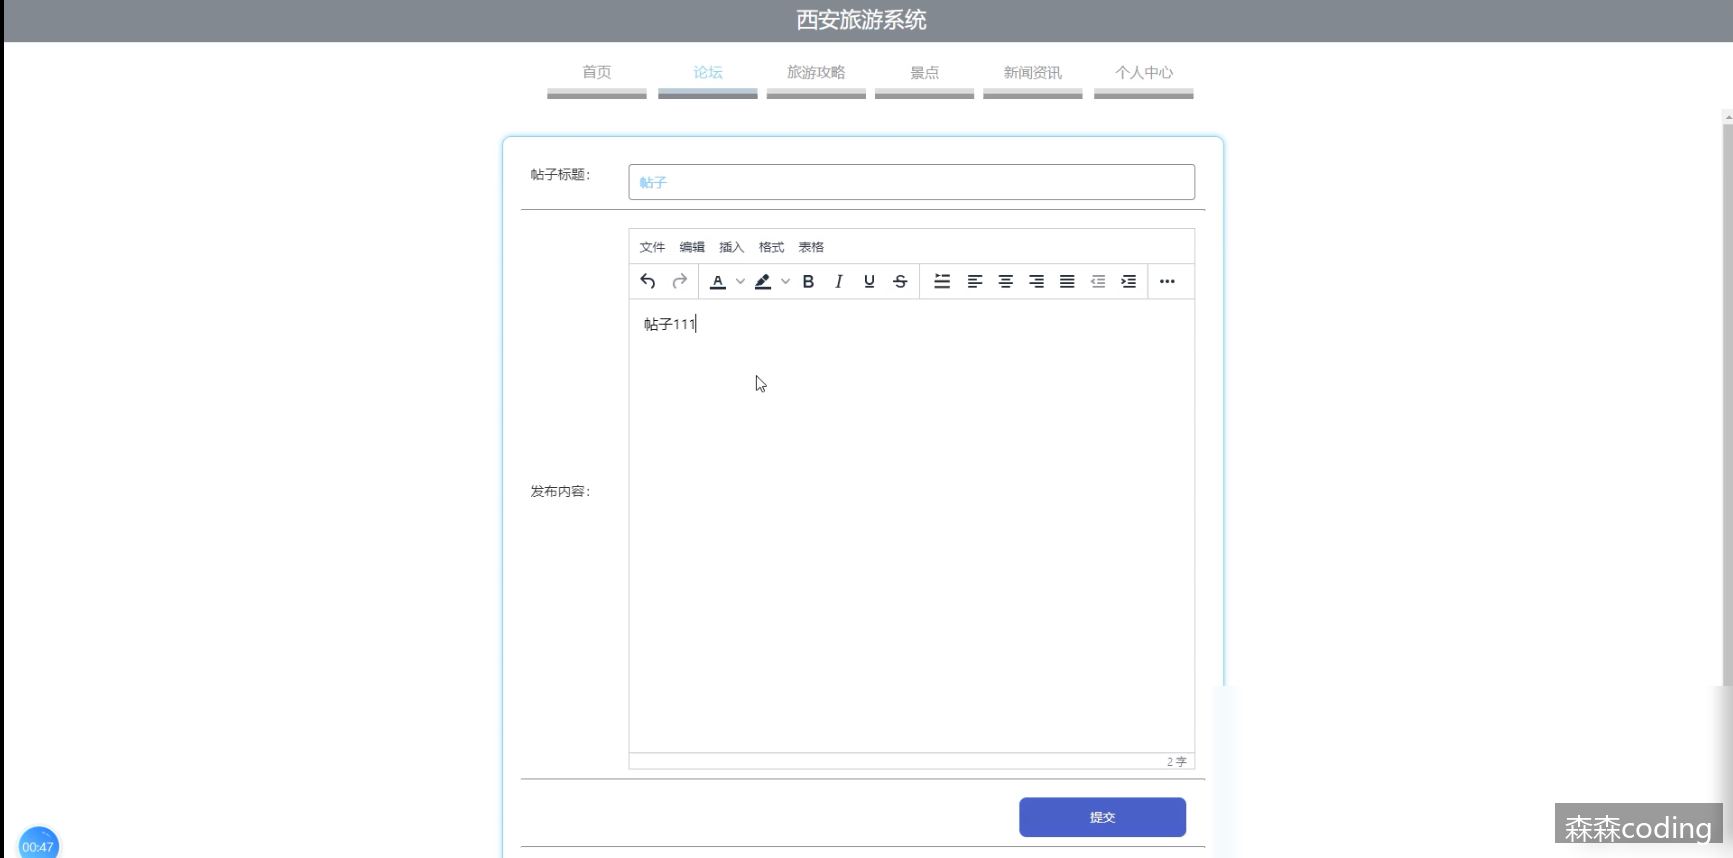 西安旅游系统
首页 论坛 旅游攻略 景点 新闻资讯 个人中心
帖子标题：
帖子
文件 编辑 插入 格式 表格
帖子111
发布内容：
2 字
提交
00:47
森森coding